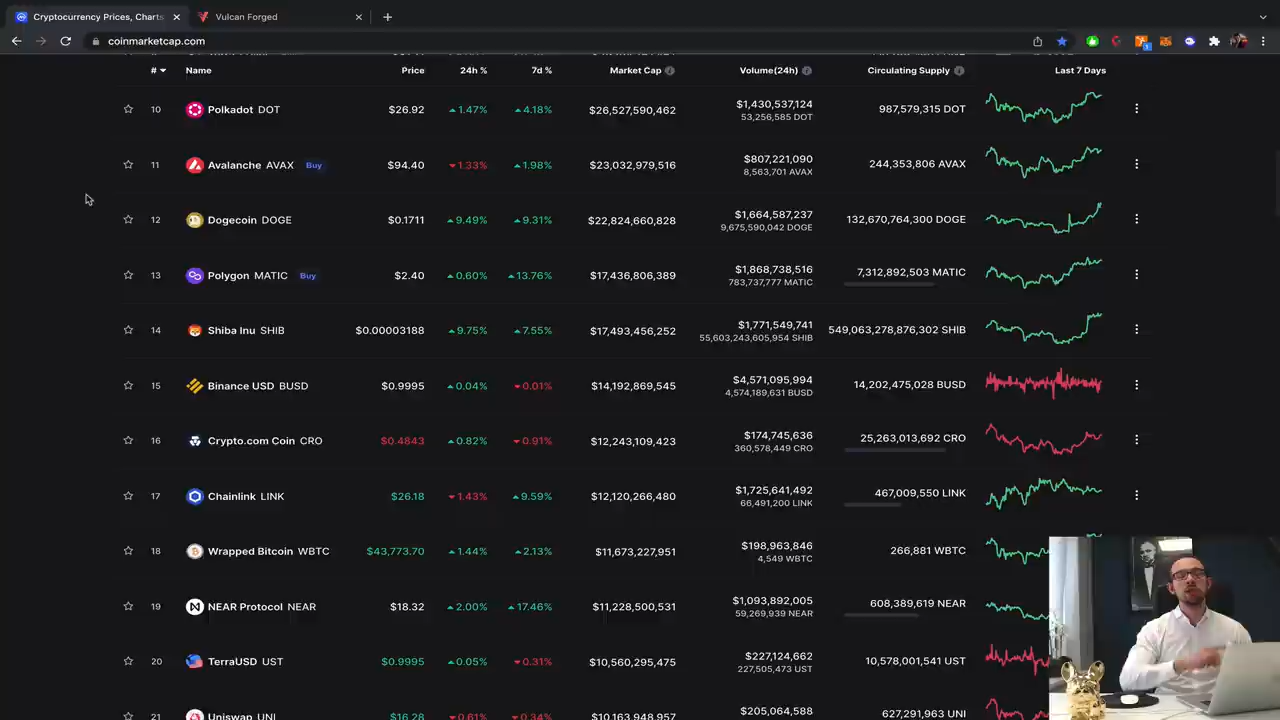 Cryptocurrency Prices, Charts
Vulcan Forged
coinmarketcap.com
# Name Price 24h % 7d % Market Cap Volume(24h) Circulating Supply Last 7 Days
10 Polkadot DOT $26.92 1.47% 4.18% $26,527,590,462 $1,430,537,124 987,579,315 DOT
53,256,585 DOT
11 Avalanche AVAX Buy $94.40 1.33% 1.98% $23,032,979,516 $807,221,090 244,353,806 AVAX
8,563,701 AVAX
12 Dogecoin DOGE $0.1711 9.49% 9.31% $22,824,660,828 $1,664,587,237 132,670,764,300 DOGE
9,675,590,042 DOGE
13 Polygon MATIC Buy $2.40 0.60% 13.76% $17,436,806,389 $1,868,738,516 7,312,892,503 MATIC
783,737,777 MATIC
14 Shiba Inu SHIB $0.00003188 9.75% 7.55% $17,493,456,252 $1,771,549,741 549,063,278,876,302 SHIB
55,603,243,605,954 SHIB
15 Binance USD BUSD $0.9995 0.04% 0.01% $14,192,869,545 $4,571,095,994 14,202,475,028 BUSD
4,574,189,631 BUSD
16 Crypto.com Coin CRO $0.4843 0.82% 0.91% $12,243,109,423 $174,745,636 25,263,013,692 CRO
360,578,449 CRO
17 Chainlink LINK $26.18 1.43% 9.59% $12,120,266,480 $1,725,641,492 467,009,550 LINK
66,491,200 LINK
18 Wrapped Bitcoin WBTC $43,773.70 1.44% 2.13% $11,673,227,951 $198,963,846 266,881 WBTC
4,549 WBTC
19 NEAR Protocol NEAR $18.32 2.00% 17.46% $11,228,500,531 $1,093,892,005 608,389,619 NEAR
59,269,939 NEAR
20 TerraUSD UST $0.9995 0.05% 0.31% $10,560,295,475 $227,124,662 10,578,001,541 UST
227,505,473 UST
21 Uniswap UNI $16.28 0.61% 0.34% $10,163,948,957 $205,064,588 627,291,963 UNI